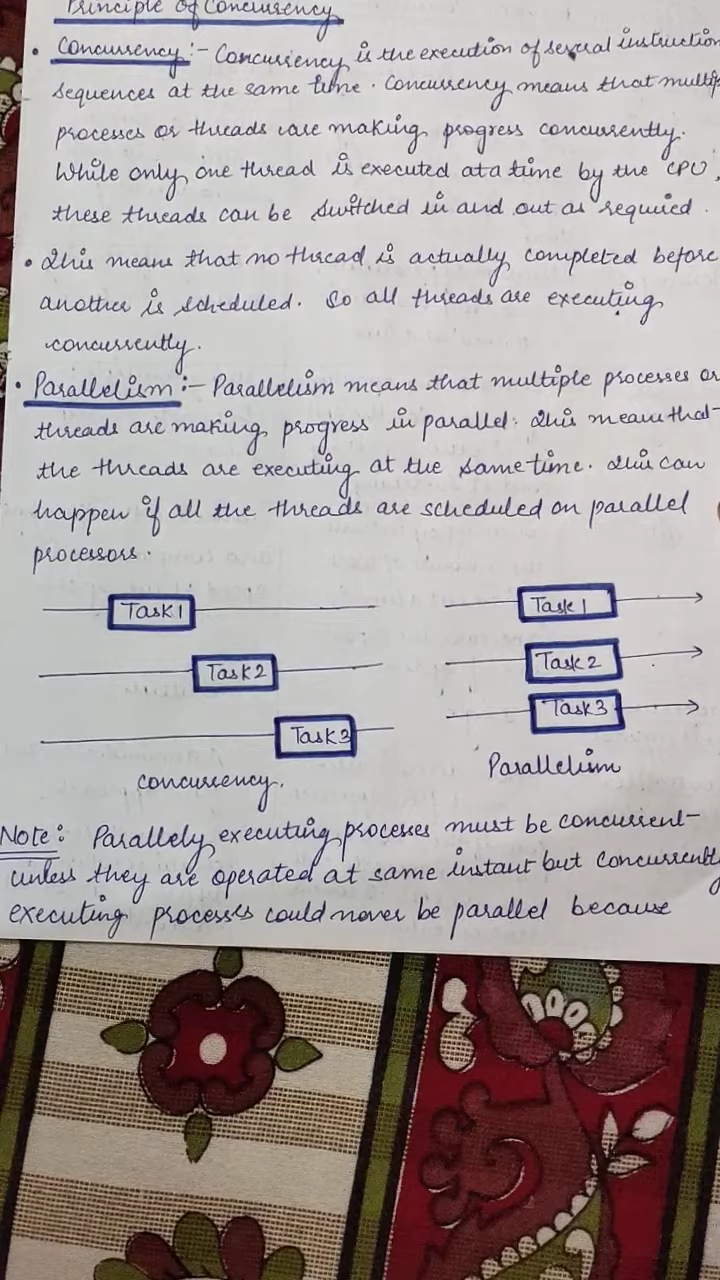 Principle of Concurrency
• Concurrency :- Concurrency is the execution of several instruction
sequences at the same time. Concurrency means that multip
processes or threads are making progress concurrently.
While only one thread is executed at a time by the CPU,
these threads can be switched in and out as required.
• This means that no thread is actually completed before
another is scheduled. So all threads are executing
concurrently.
• Parallelism :- Parallelism means that multiple processes or
threads are making progress in parallel. This means that
the threads are executing at the same time. This can
happen if all the threads are scheduled on parallel
processors.
Task 1
Task 2
Task 3
concurrency.
Task 1
Task 2
Task 3
Parallelism
Note: Parallely executing processes must be concurrent
unless they are operated at same instant but concurrently
executing processes could never be parallel because